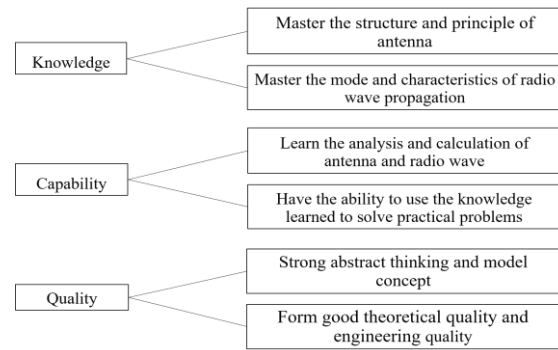 Knowledge
Master the structure and principle of
antenna
Master the mode and characteristics of radio
wave propagation
Capability
Learn the analysis and calculation of
antenna and radio wave
Have the ability to use the knowledge
learned to solve practical problems
Quality
Strong abstract thinking and model
concept
Form good theoretical quality and
engineering quality